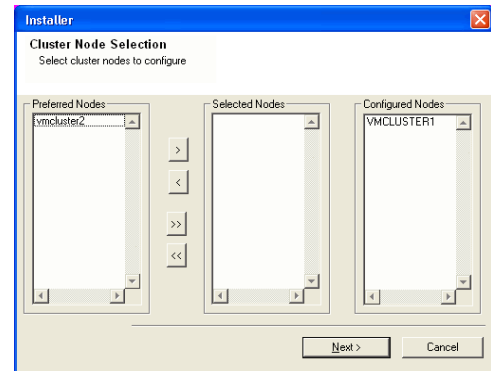 Installer
Cluster Node Selection
Select cluster nodes to configure
Preferred Nodes
vmcluster2
>
<
>>
<<
Selected Nodes
Configured Nodes
VMCLUSTER1
Next >
Cancel